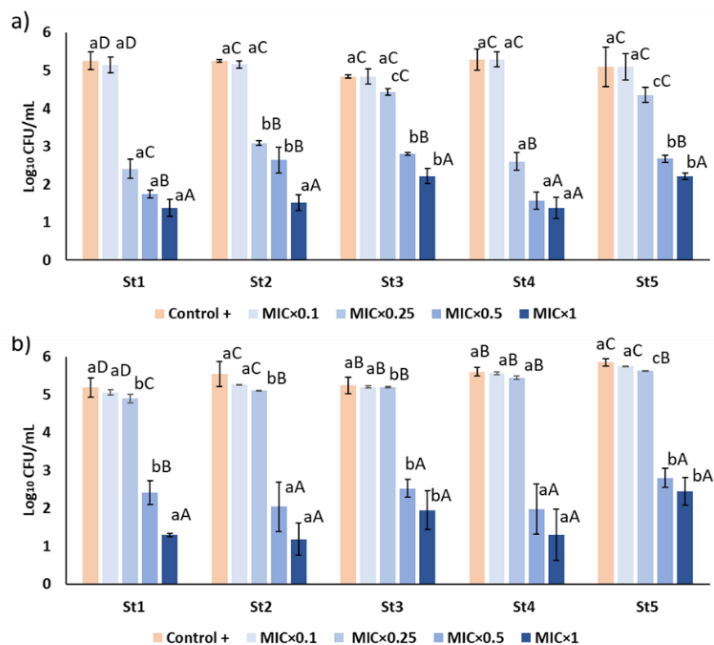 a)
6
aD aD
aC aC
aC aC
aC aC
aC aC
cC
cC
5
4
bB
bB
bA
bB
bA
aC
aB
aA
aA
aB
aA
aA
3
2
1
0
Log₁₀ CFU/mL
St1 St2 St3 St4 St5
Control + MIC×0.1 MIC×0.25 MIC×0.5 MIC×1
b)
6
aD aD bC
aC aC bB
aB aB bB
aB aB aB
aC aC cB
5
4
3
2
1
0
bB aA
aA aA
bA bA
aA aA
bA bA
Log₁₀ CFU/mL
St1 St2 St3 St4 St5
Control + MIC×0.1 MIC×0.25 MIC×0.5 MIC×1